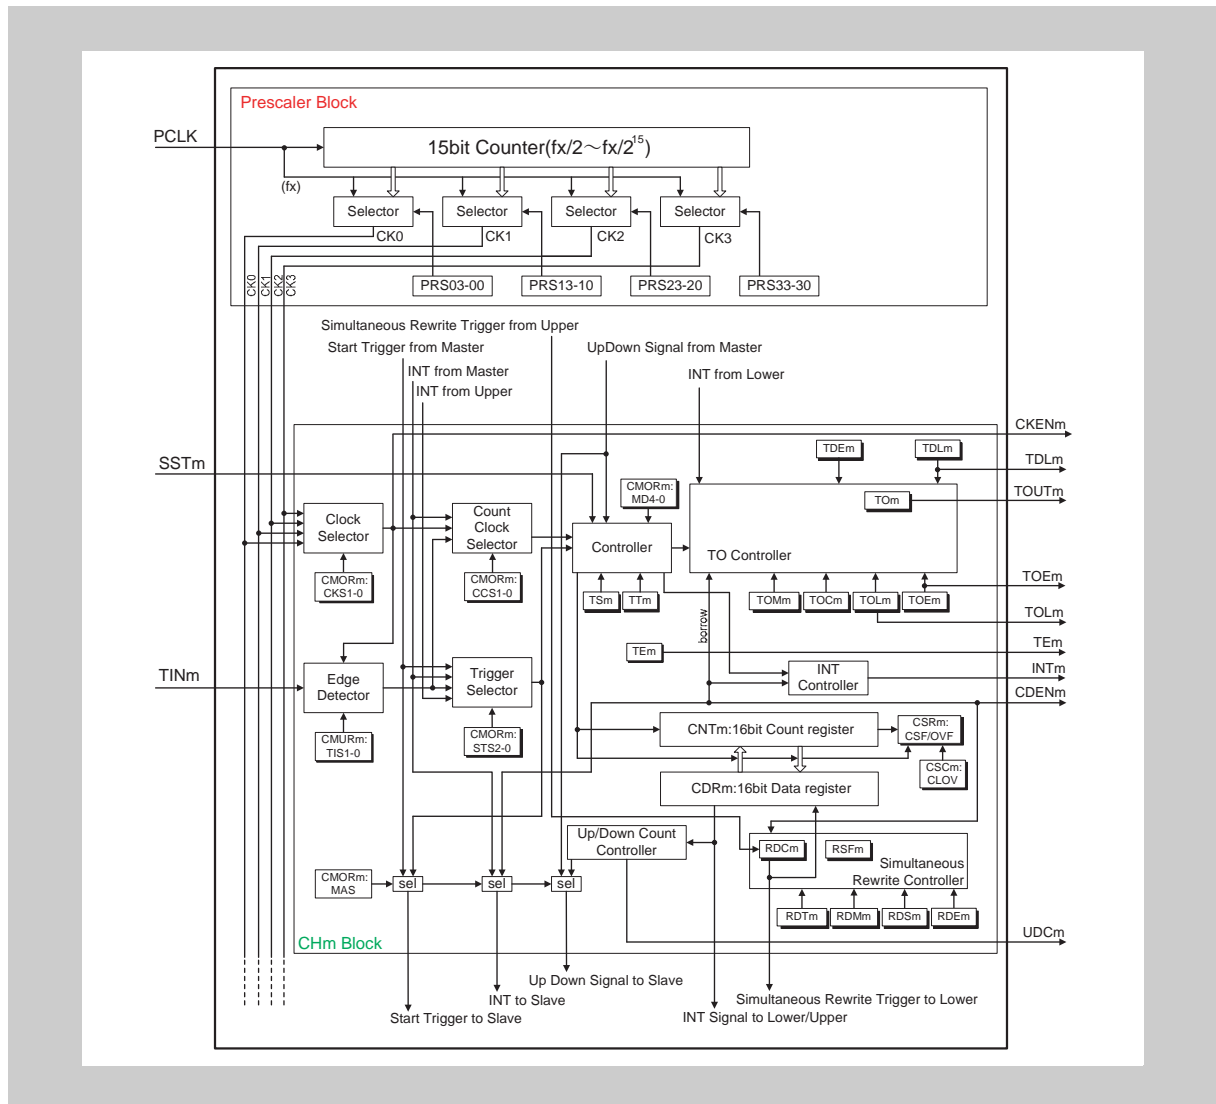 Prescaler Block
PCLK
15bit Counter(fx/2～fx/2^15)
(fx)
Selector
Selector
Selector
Selector
CK0
CK1
CK2
CK3
CK0
CK1
CK2
CK3
PRS03-00
PRS13-10
PRS23-20
PRS33-30
Simultaneous Rewrite Trigger from Upper
Start Trigger from Master
UpDown Signal from Master
INT from Master
INT from Lower
INT from Upper
CKENm
SSTm
TDEm
TDLm
TDLm
CMORm:
MD4-0
TOm
TOUTm
Clock
Selector
Count
Clock
Selector
Controller
TO Controller
CMORm:
CKS1-0
CMORm:
CCS1-0
TSm
TTm
TOMm
TOCm
TOLm
TOEm
TOEm
TOLm
borrow
TEm
TEm
TINm
Edge
Detector
Trigger
Selector
INT
Controller
INTm
CDENm
CMURm:
TIS1-0
CMORm:
STS2-0
CNTm:16bit Count register
CSRm:
CSF/OVF
CSCm:
CLOV
CDRm:16bit Data register
Up/Down Count
Controller
RDCm
RSFm
Simultaneous
Rewrite Controller
CMORm:
MAS
sel
sel
sel
RDTm
RDMm
RDSm
RDEm
CHm Block
UDCm
Up Down Signal to Slave
INT to Slave
Simultaneous Rewrite Trigger to Lower
Start Trigger to Slave
INT Signal to Lower/Upper